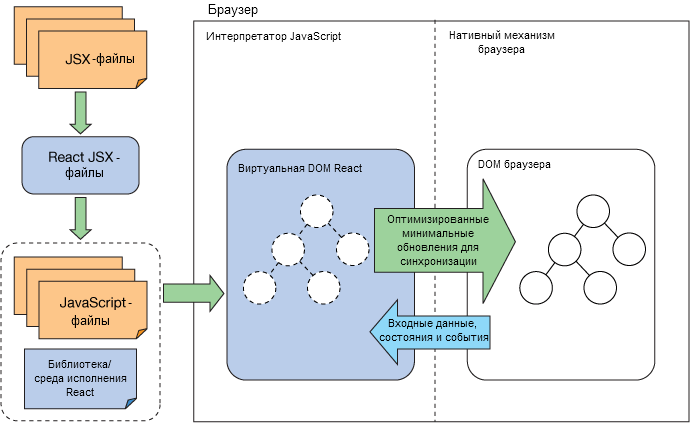 Браузер
JSX-файлы
React JSX-
файлы
JavaScript-
файлы
Библиотека/
среда исполнения
React
Интерпретатор JavaScript
Нативный механизм
браузера
Виртуальная DOM React
DOM браузера
Оптимизированные
минимальные
обновления для
синхронизации
Входные данные,
состояния и события